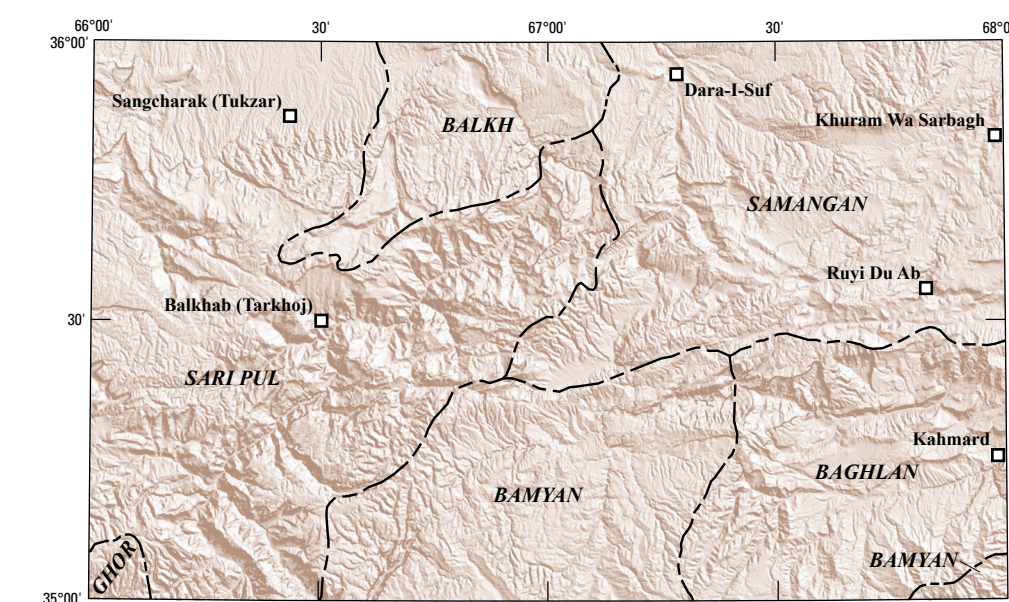 66°00'
30'
67°00'
30'
68°0
36°00'
Dara-I-Suf
Sangcharak (Tukzar)
BALKH
Khuram Wa Sarbagh
SAMANGAN
Ruyi Du Ab
Balkhab (Tarkhoj)
30'
SARI PUL
Kahmard
BAGHLAN
BAMYAN
BAMYAN
GHOR
35°00'